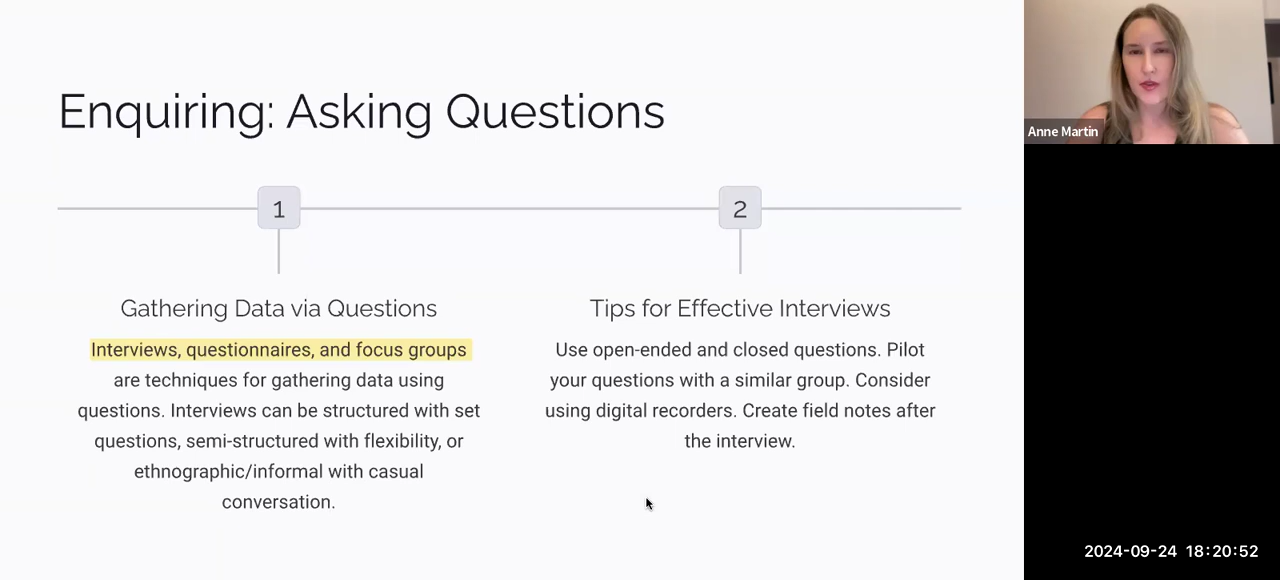 Enquiring: Asking Questions
1
Gathering Data via Questions
Interviews, questionnaires, and focus groups
are techniques for gathering data using
questions. Interviews can be structured with set
questions, semi-structured with flexibility, or
ethnographic/informal with casual
conversation.
2
Tips for Effective Interviews
Use open-ended and closed questions. Pilot
your questions with a similar group. Consider
using digital recorders. Create field notes after
the interview.
Anne Martin
2024-09-24 18:20:52